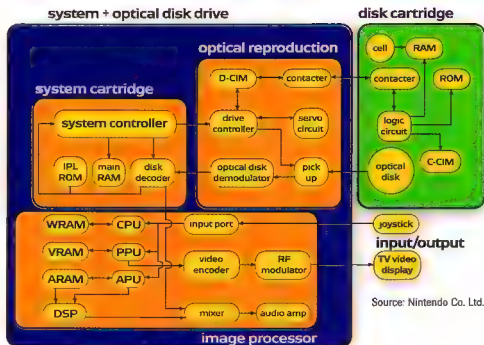 system + optical disk drive
disk cartridge
optical reproduction
cell
RAM
D-CIM
contacter
contacter
ROM
system cartridge
system controller
drive
controller
servo
circuit
logic
circuit
IPL
ROM
main
RAM
disk
decoder
optical disk
demodulator
pick
up
optical
disk
C-CIM
WRAM
CPU
input port
joystick
input/output
VRAM
PPU
video
encoder
RF
modulator
TV video
display
ARAM
APU
DSP
mixer
audio amp
Source: Nintendo Co. Ltd.
image processor